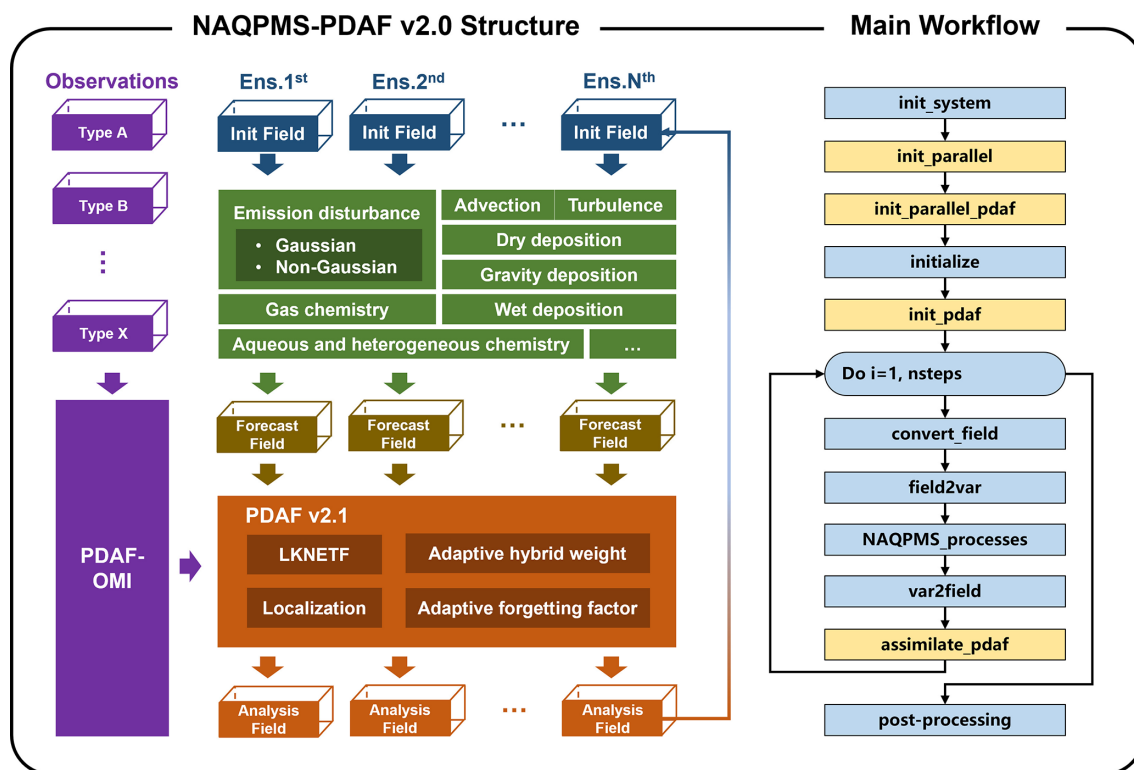 NAQPMS-PDAF v2.0 Structure
Main Workflow
Observations
Type A
Type B
⋮
Type X
PDAF-
OMI
Ens.1st
Ens.2nd
Ens.Nth
Init Field
Init Field
...
Init Field
Emission disturbance
• Gaussian
• Non-Gaussian
Advection
Turbulence
Dry deposition
Gravity deposition
Gas chemistry
Wet deposition
Aqueous and heterogeneous chemistry
...
Forecast
Field
Forecast
Field
...
Forecast
Field
PDAF v2.1
LKNETF
Adaptive hybrid weight
Localization
Adaptive forgetting factor
Analysis
Field
Analysis
Field
...
Analysis
Field
init_system
init_parallel
init_parallel_pdaf
initialize
init_pdaf
Do i=1, nsteps
convert_field
field2var
NAQPMS_processes
var2field
assimilate_pdaf
post-processing